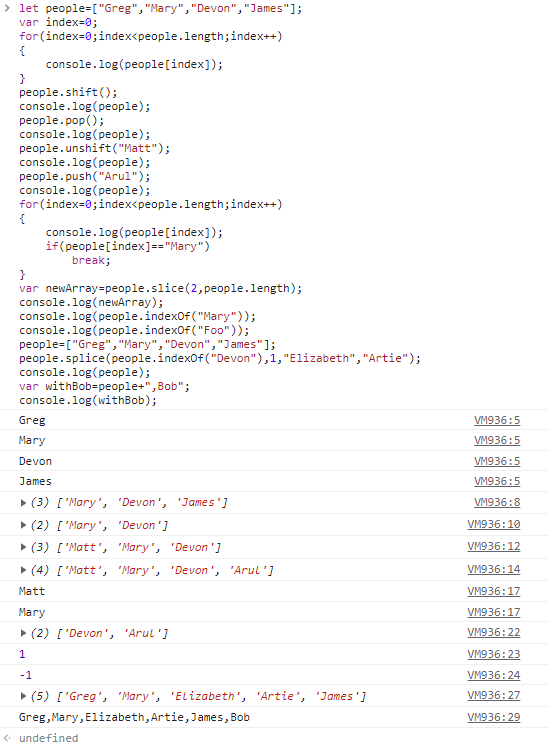 let people=["Greg","Mary","Devon","James"];
var index=0;
for(index=0;index<people.length;index++)
{
    console.log(people[index]);
}
people.shift();
console.log(people);
people.pop();
console.log(people);
people.unshift("Matt");
console.log(people);
people.push("Arul");
console.log(people);
for(index=0;index<people.length;index++)
{
    console.log(people[index]);
    if(people[index]=="Mary")
        break;
}
var newArray=people.slice(2,people.length);
console.log(newArray);
console.log(people.indexOf("Mary"));
console.log(people.indexOf("Foo"));
people=["Greg","Mary","Devon","James"];
people.splice(people.indexOf("Devon"),1,"Elizabeth","Artie");
console.log(people);
var withBob=people+",Bob";
console.log(withBob);
Greg VM936:5
Mary VM936:5
Devon VM936:5
James VM936:5
(3) ['Mary', 'Devon', 'James'] VM936:8
(2) ['Mary', 'Devon'] VM936:10
(3) ['Matt', 'Mary', 'Devon'] VM936:12
(4) ['Matt', 'Mary', 'Devon', 'Arul'] VM936:14
Matt VM936:17
Mary VM936:17
(2) ['Devon', 'Arul'] VM936:22
1 VM936:23
-1 VM936:24
(5) ['Greg', 'Mary', 'Elizabeth', 'Artie', 'James'] VM936:27
Greg,Mary,Elizabeth,Artie,James,Bob VM936:29
undefined